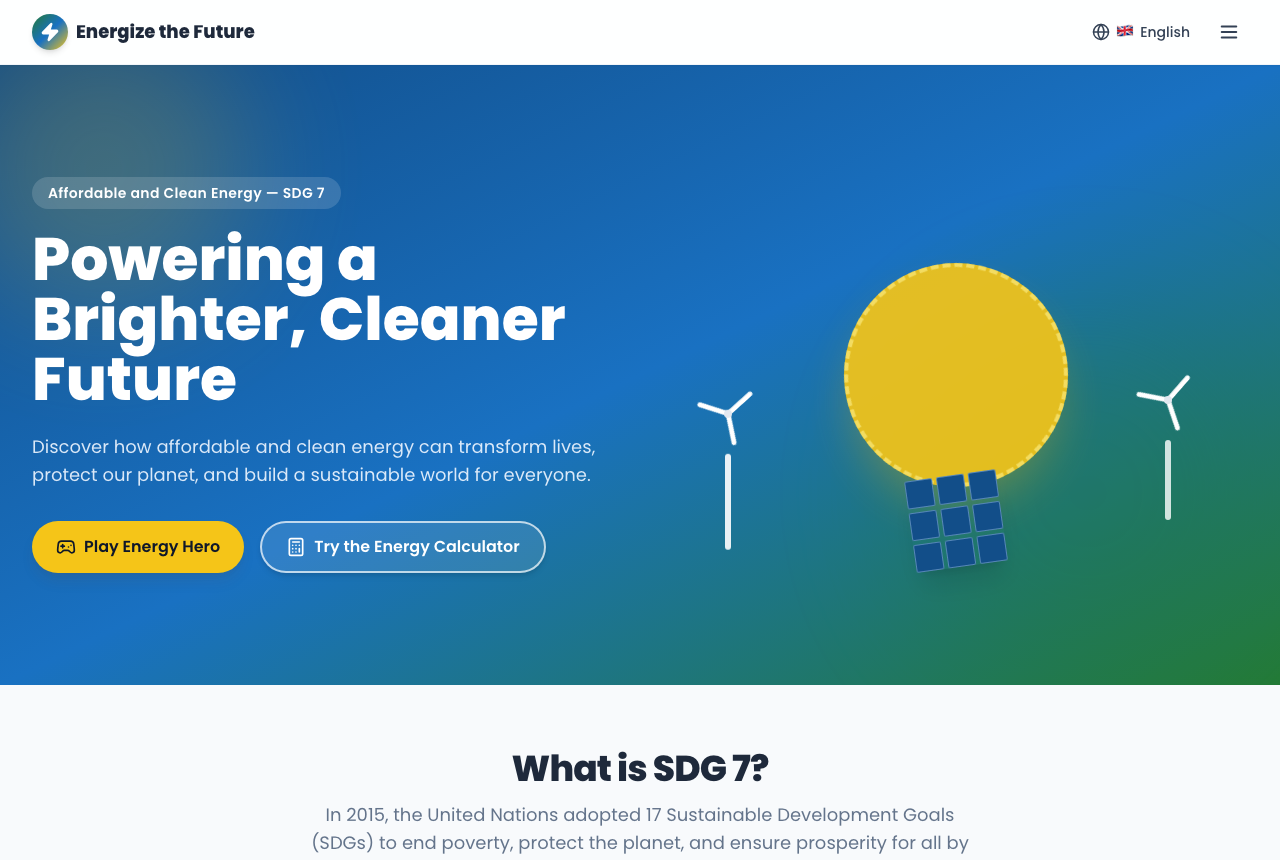 Energize the Future
English
Affordable and Clean Energy — SDG 7
Powering a
Brighter, Cleaner
Future
Discover how affordable and clean energy can transform lives,
protect our planet, and build a sustainable world for everyone.
Play Energy Hero
Try the Energy Calculator
What is SDG 7?
In 2015, the United Nations adopted 17 Sustainable Development Goals
(SDGs) to end poverty, protect the planet, and ensure prosperity for all by